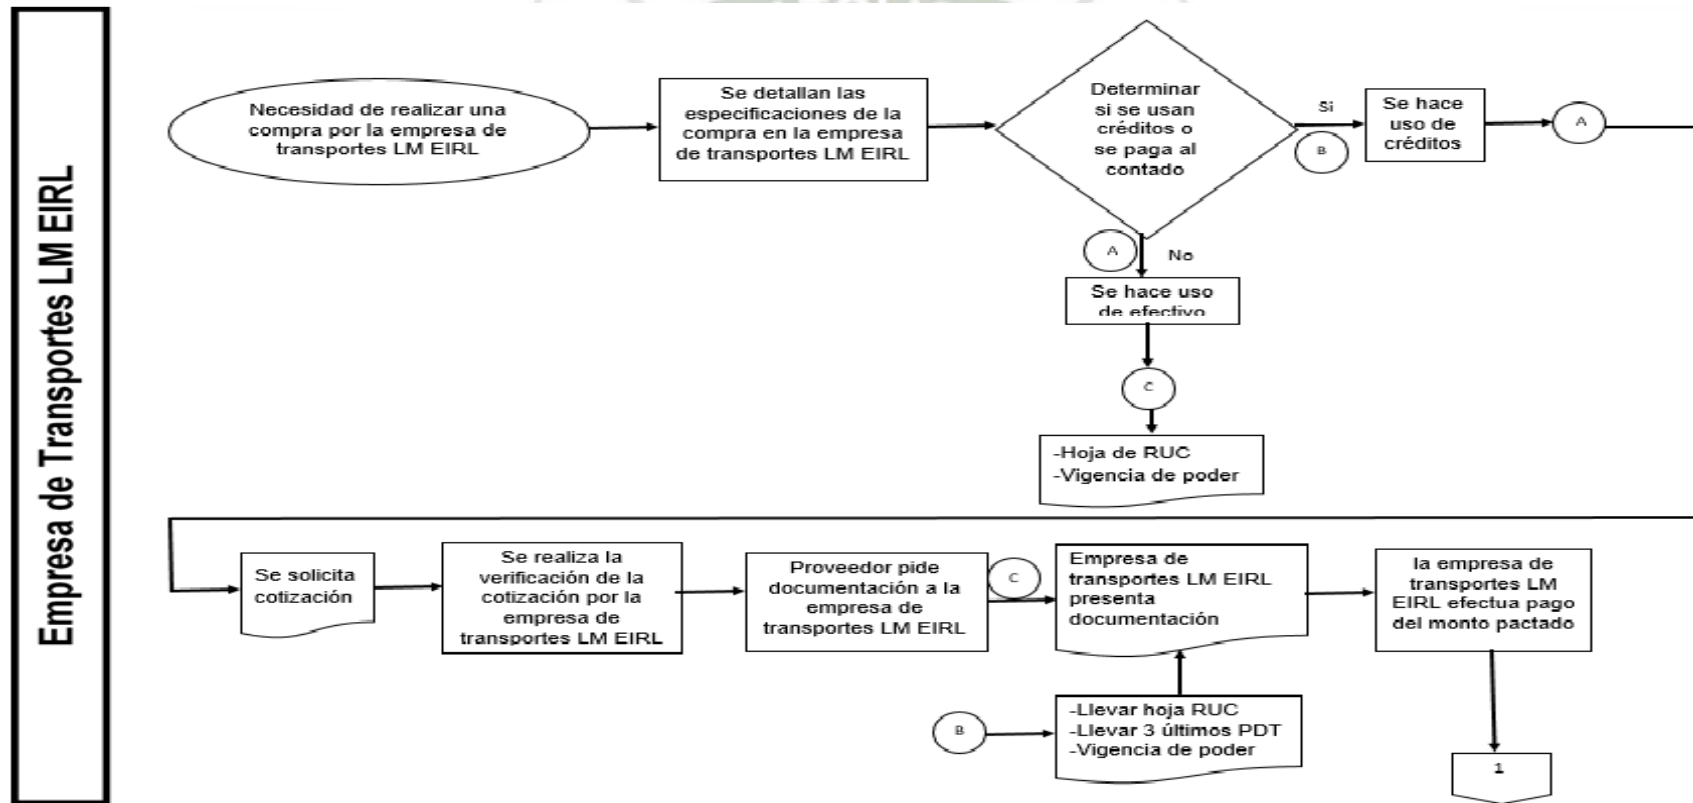 Empresa de Transportes LM EIRL
Necesidad de realizar una
compra por la empresa de
transportes LM EIRL
Se detallan las
especificaciones de la
compra en la empresa
de transportes LM EIRL
Determinar
si se usan
créditos o
se paga al
contado
Si
B
Se hace
uso de
créditos
A
A
No
Se hace uso
de efectivo
C
-Hoja de RUC
-Vigencia de poder
Se solicita
cotización
Se realiza la
verificación de la
cotización por la
empresa de
transportes LM EIRL
Proveedor pide
documentación a la
empresa de
transportes LM EIRL
C
Empresa de
transportes LM EIRL
presenta
documentación
la empresa de
transportes LM
EIRL efectua pago
del monto pactado
B
-Llevar hoja RUC
-Llevar 3 últimos PDT
-Vigencia de poder
1